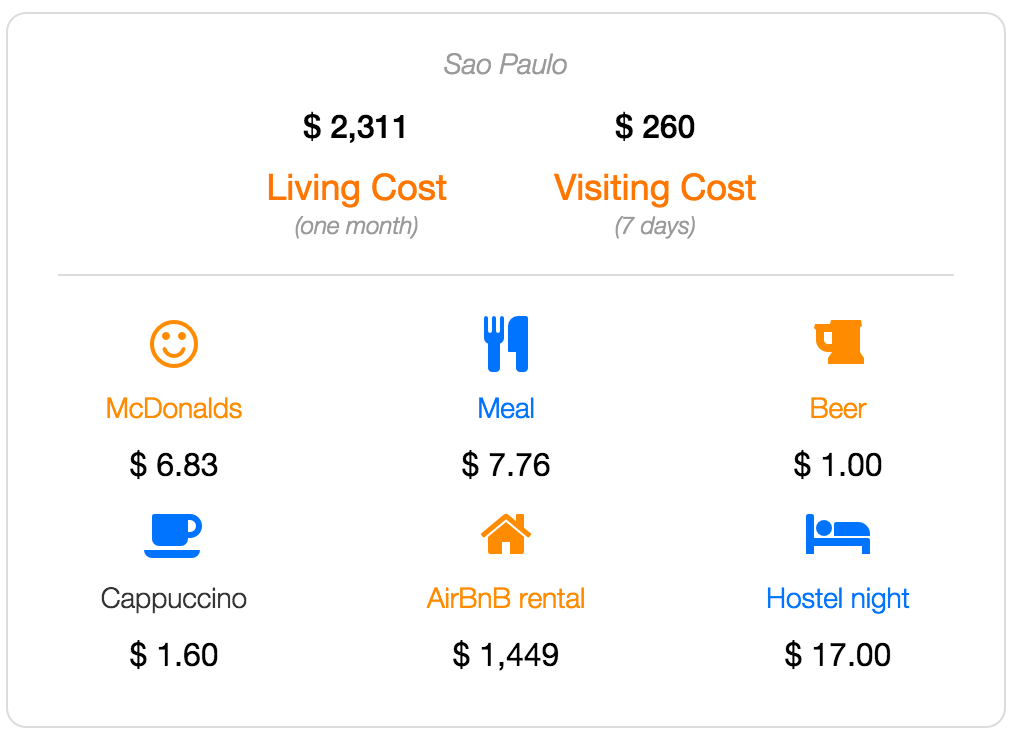 Sao Paulo
$ 2,311
$ 260
Living Cost
Visiting Cost
(one month)
(7 days)
McDonalds
Meal
Beer
$ 6.83
$ 7.76
$ 1.00
Cappuccino
AirBnB rental
Hostel night
$ 1.60
$ 1,449
$ 17.00